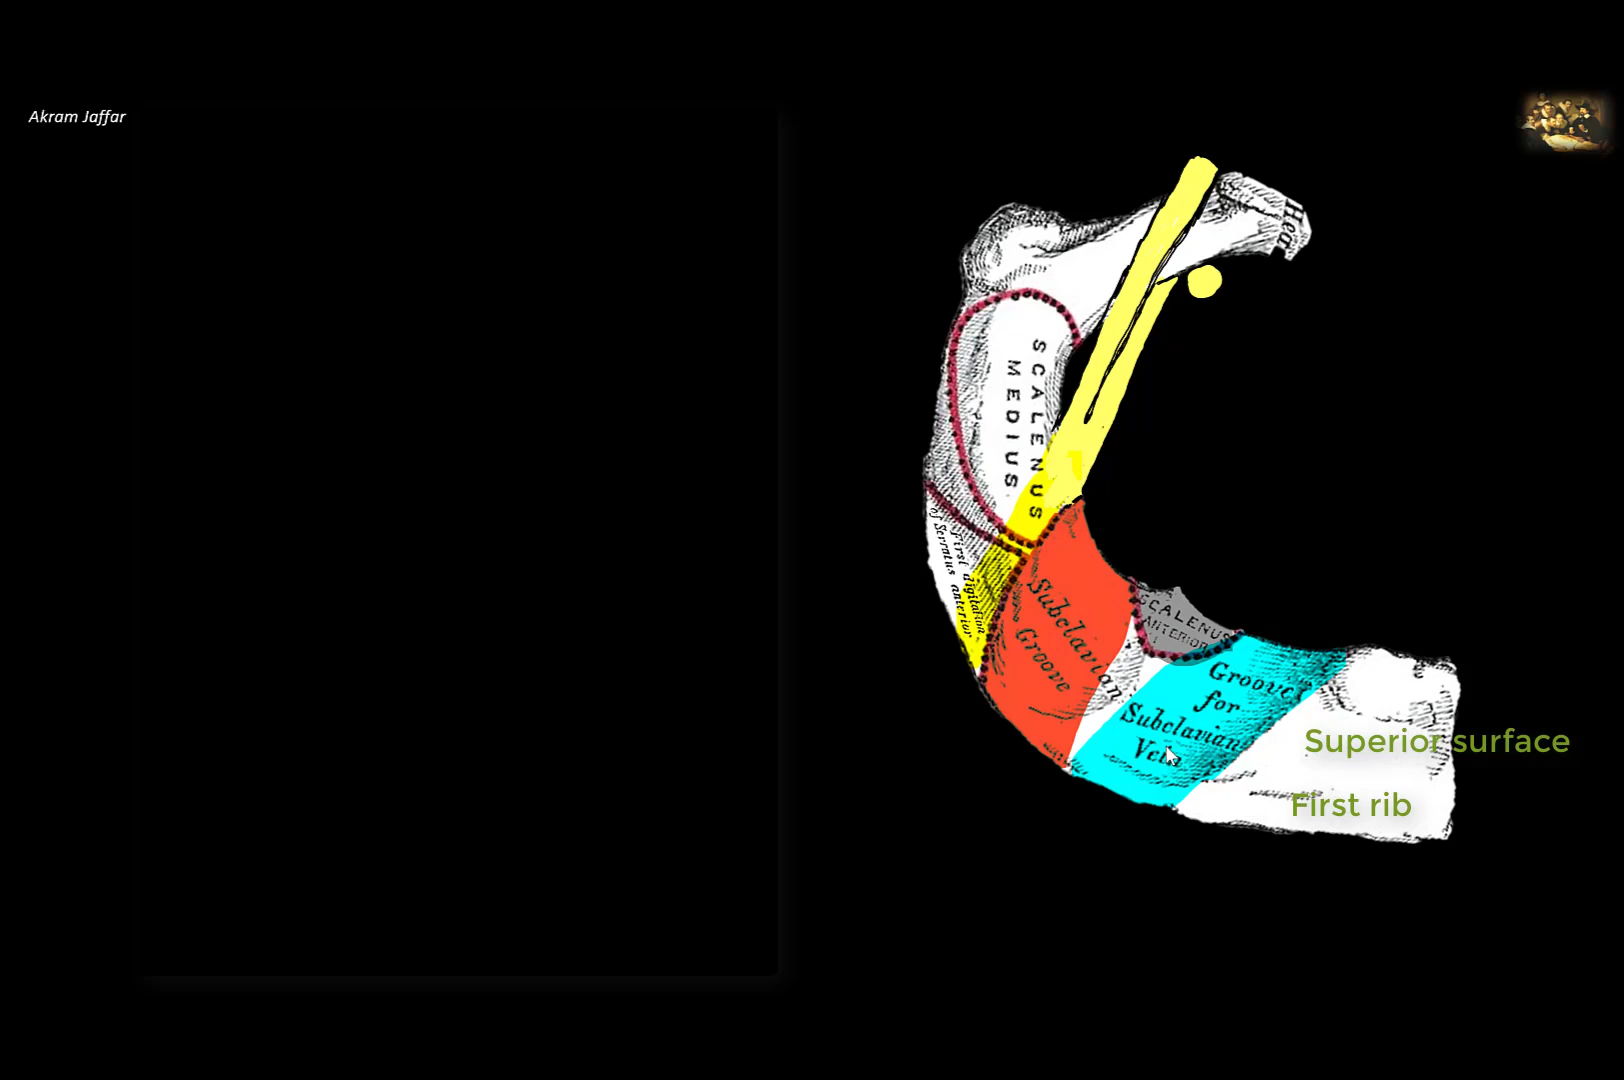 Akram Jaffar
Hea
SCALENUS
MEDIUS
First digitation
of Serratus anterior
Subclavian
Groove
SCALENUS
ANTERIOR
Groove
for
Subclavian
Vein
Superior surface
First rib